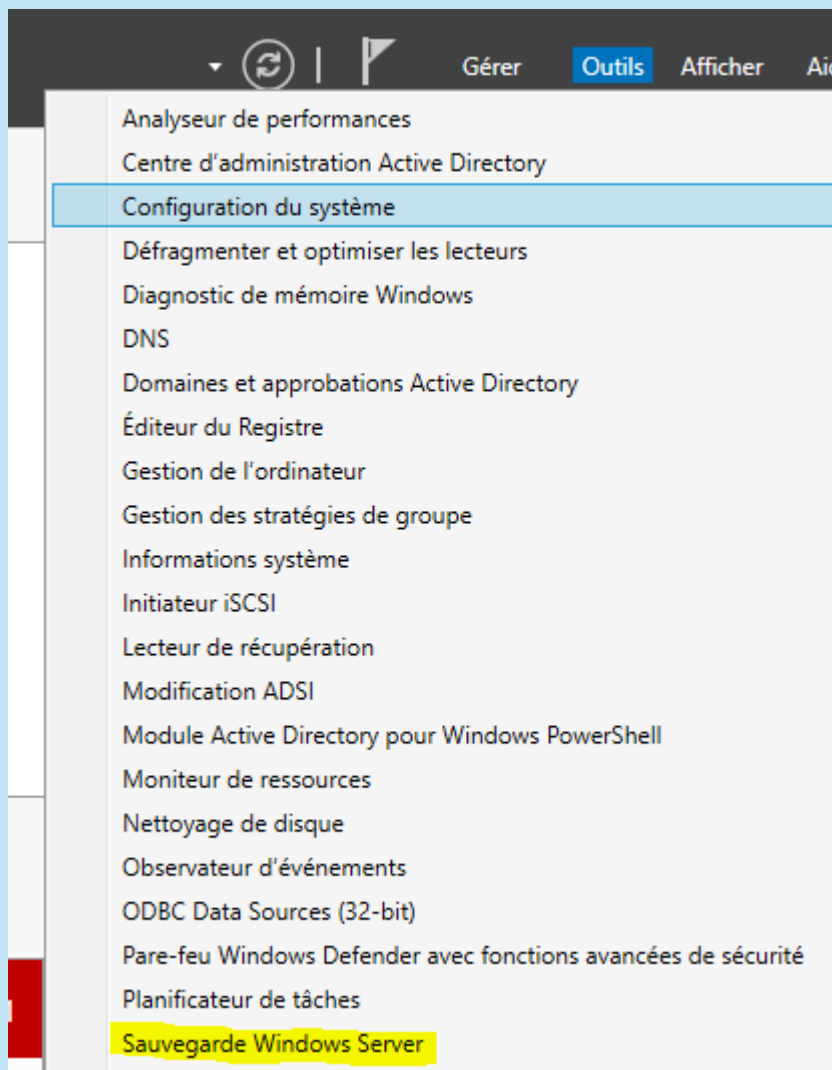 Gérer Outils Afficher
Analyseur de performances
Centre d'administration Active Directory
Configuration du système
Défragmenter et optimiser les lecteurs
Diagnostic de mémoire Windows
DNS
Domaines et approbations Active Directory
Éditeur du Registre
Gestion de l'ordinateur
Gestion des stratégies de groupe
Informations système
Initiateur iSCSI
Lecteur de récupération
Modification ADSI
Module Active Directory pour Windows PowerShell
Moniteur de ressources
Nettoyage de disque
Observateur d'événements
ODBC Data Sources (32-bit)
Pare-feu Windows Defender avec fonctions avancées de sécurité
Planificateur de tâches
Sauvegarde Windows Server